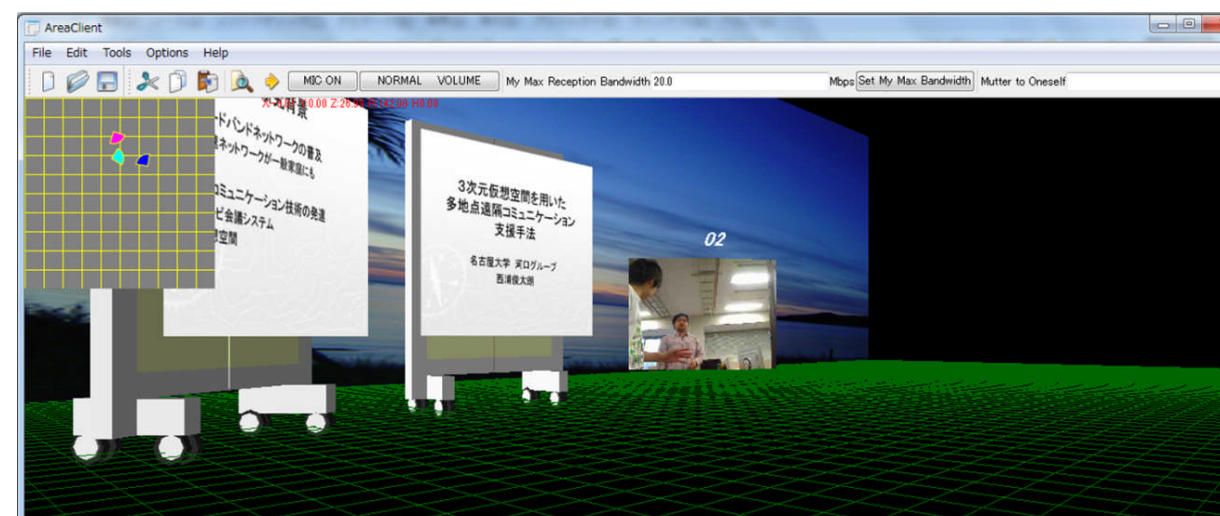 AreaClient
File Edit Tools Options Help
MIC ON NORMAL VOLUME My Max Reception Bandwidth 20.0 Mbps Set My Max Bandwidth Mutter to Oneself
ードバンドネットワークの普及
ネットワークが一般家庭にも
コミュニケーション技術の発達
ビ会議システム
空間
3次元仮想空間を用いた
多地点遠隔コミュニケーション
支援手法
名古屋大学 河口グループ
西浦俊太朗
02